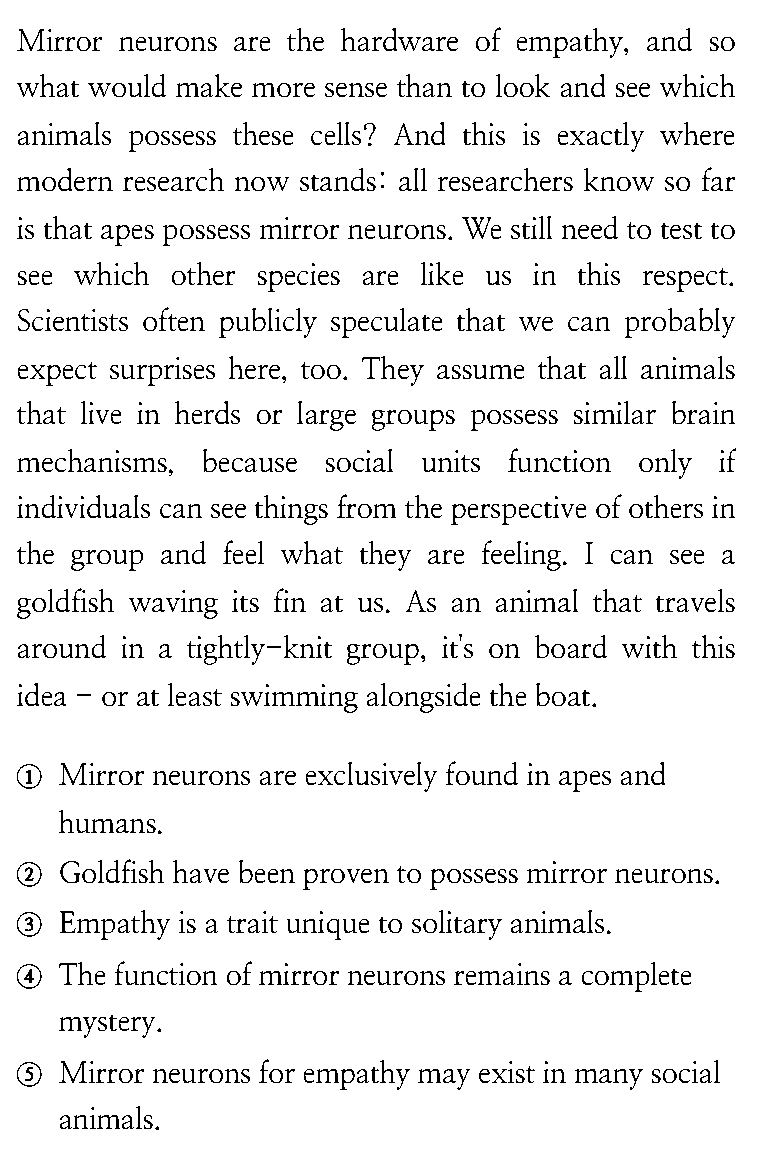 Mirror neurons are the hardware of empathy, and so
what would make more sense than to look and see which
animals possess these cells? And this is exactly where
modern research now stands: all researchers know so far
is that apes possess mirror neurons. We still need to test to
see which other species are like us in this respect.
Scientists often publicly speculate that we can probably
expect surprises here, too. They assume that all animals
that live in herds or large groups possess similar brain
mechanisms, because social units function only if
individuals can see things from the perspective of others in
the group and feel what they are feeling. I can see a
goldfish waving its fin at us. As an animal that travels
around in a tightly-knit group, it's on board with this
idea - or at least swimming alongside the boat.
① Mirror neurons are exclusively found in apes and
humans.
② Goldfish have been proven to possess mirror neurons.
③ Empathy is a trait unique to solitary animals.
④ The function of mirror neurons remains a complete
mystery.
⑤ Mirror neurons for empathy may exist in many social
animals.